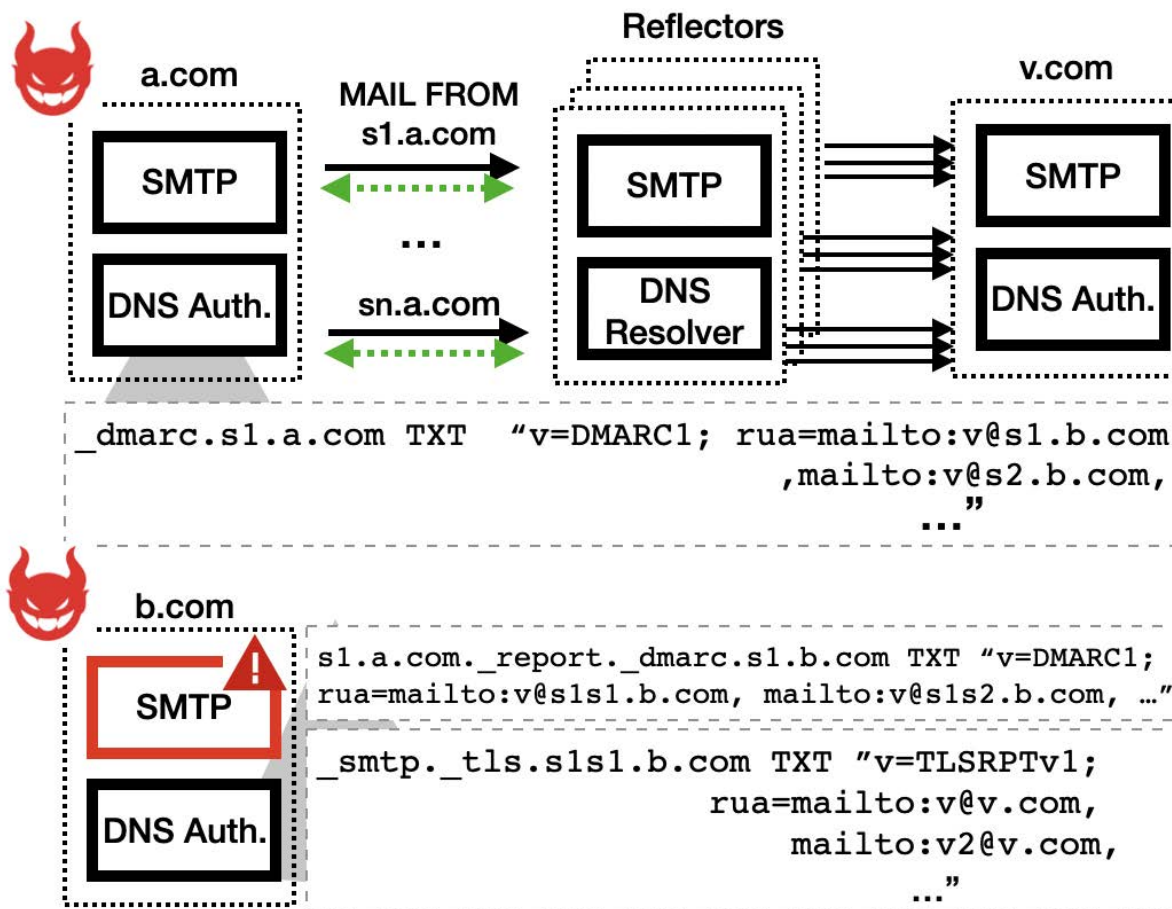 Reflectors
a.com
v.com
MAIL FROM
s1.a.com
SMTP
SMTP
SMTP
...
DNS Auth.
sn.a.com
DNS
Resolver
DNS Auth.
_dmarc.s1.a.com TXT “v=DMARC1; rua=mailto:v@s1.b.com
,mailto:v@s2.b.com,
...”
b.com
!
SMTP
DNS Auth.
s1.a.com._report._dmarc.s1.b.com TXT “v=DMARC1;
rua=mailto:v@s1s1.b.com, mailto:v@s1s2.b.com, …”
_smtp._tls.s1s1.b.com TXT ”v=TLSRPTv1;
rua=mailto:v@v.com,
mailto:v2@v.com,
...”